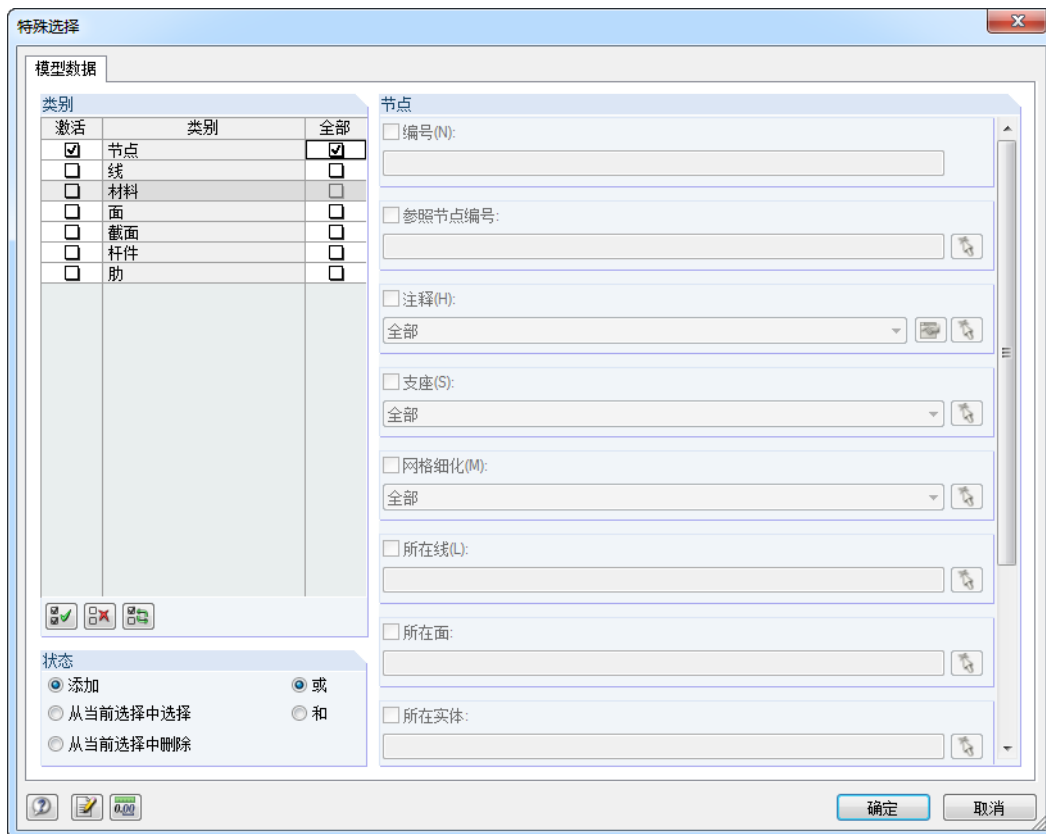 特殊选择
模型数据
类别
激活 类别 全部
节点
线
材料
面
截面
杆件
肋
状态
添加 或
从当前选择中选择 和
从当前选择中删除
节点
编号(N):
参照节点编号:
注释(H):
全部
支座(S):
全部
网格细化(M):
全部
所在线(L):
所在面:
所在实体:
0.00
确定 取消